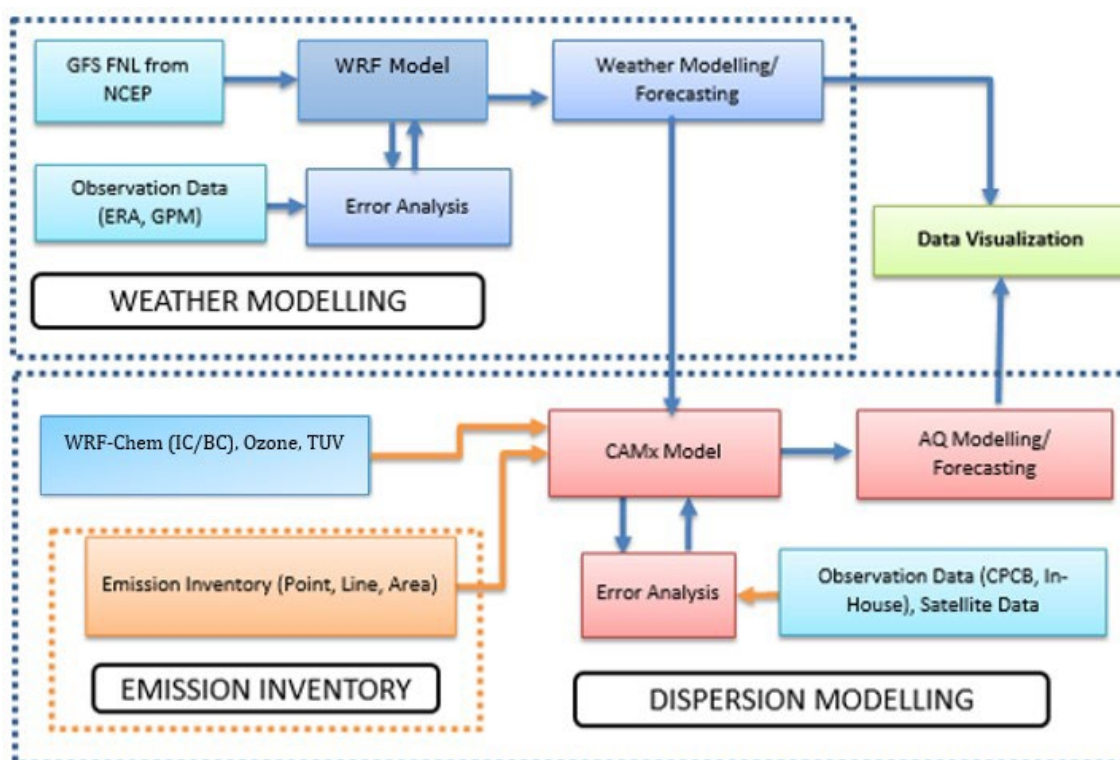 GFS FNL from
NCEP
WRF Model
Weather Modelling/
Forecasting
Observation Data
(ERA, GPM)
Error Analysis
Data Visualization
WEATHER MODELLING
WRF-Chem (IC/BC), Ozone, TUV
CAMx Model
AQ Modelling/
Forecasting
Emission Inventory (Point, Line, Area)
Error Analysis
Observation Data (CPCB, In-
House), Satellite Data
EMISSION INVENTORY
DISPERSION MODELLING